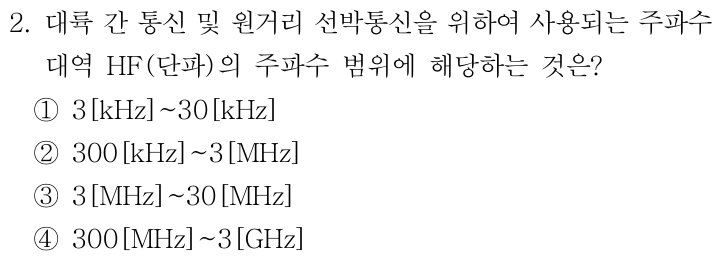 2. 대륙 간 통신 및 원거리 선박통신을 위하여 사용되는 주파수
대역 HF(단파)의 주파수 범위에 해당하는 것은?
① 3[kHz]~30[kHz]
② 300[kHz]~3[MHz]
③ 3[MHz]~30[MHz]
④ 300[MHz]~3[GHz]